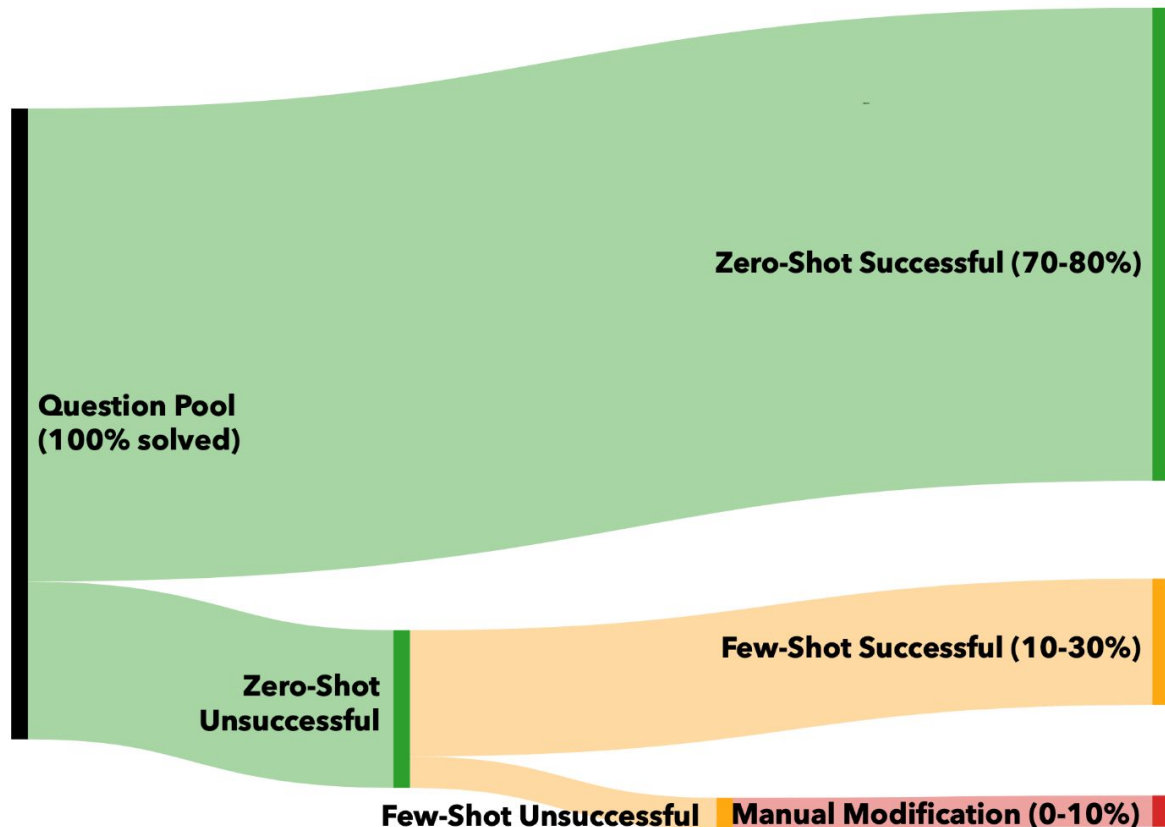 Zero-Shot Successful (70-80%)
Question Pool
(100% solved)
Few-Shot Successful (10-30%)
Zero-Shot
Unsuccessful
Few-Shot Unsuccessful
Manual Modification (0-10%)